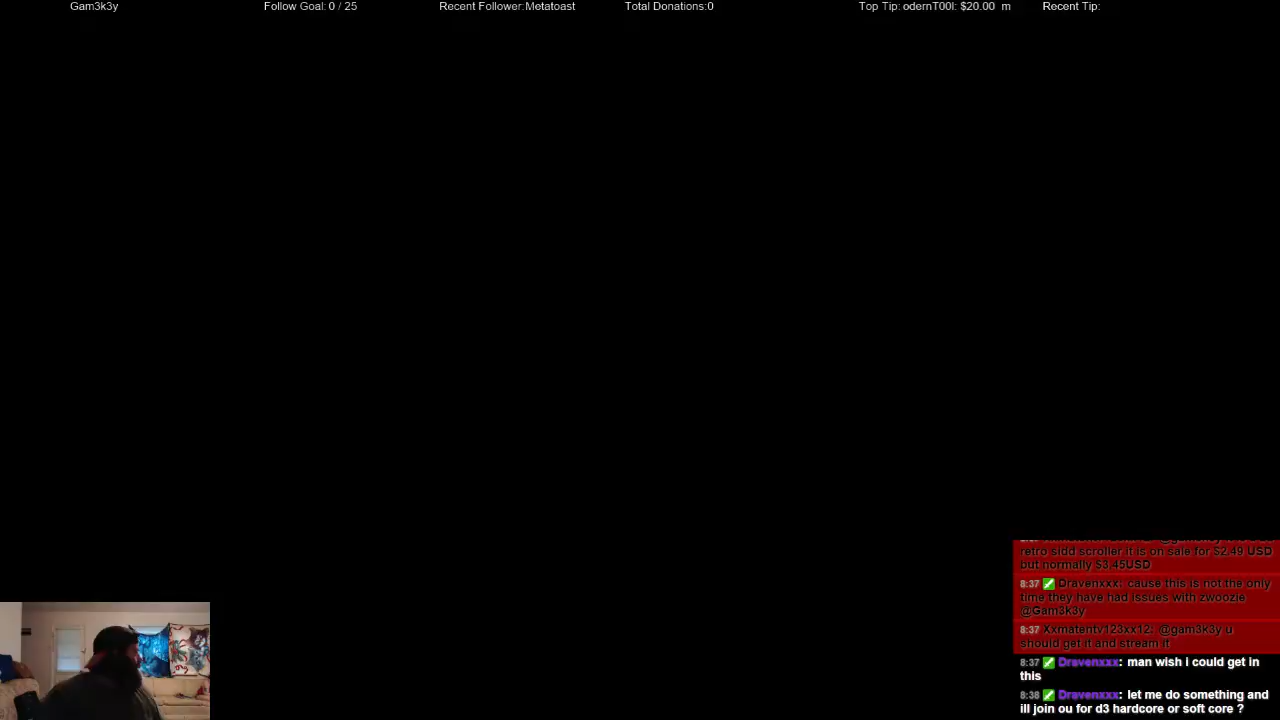 Gam3k3y Follow Goal: 0 / 25 Recent Follower:Metatoast Total Donations:0 Top Tip: odernT00l: $20.00 m Recent Tip:
retro sidd scroller it is on sale for $2.49 USD
but normally $3.45USD
8:37 Dravenxxx: cause this is not the only
time they have had issues with zwoozie
@Gam3K3y
8:37 Xxmatentv123xx12: @gam3k3y u
should get it and stream it
8:37 Dravenxxx: man wish i could get in
this
8:38 Dravenxxx: let me do something and
ill join ou for d3 hardcore or soft core ?